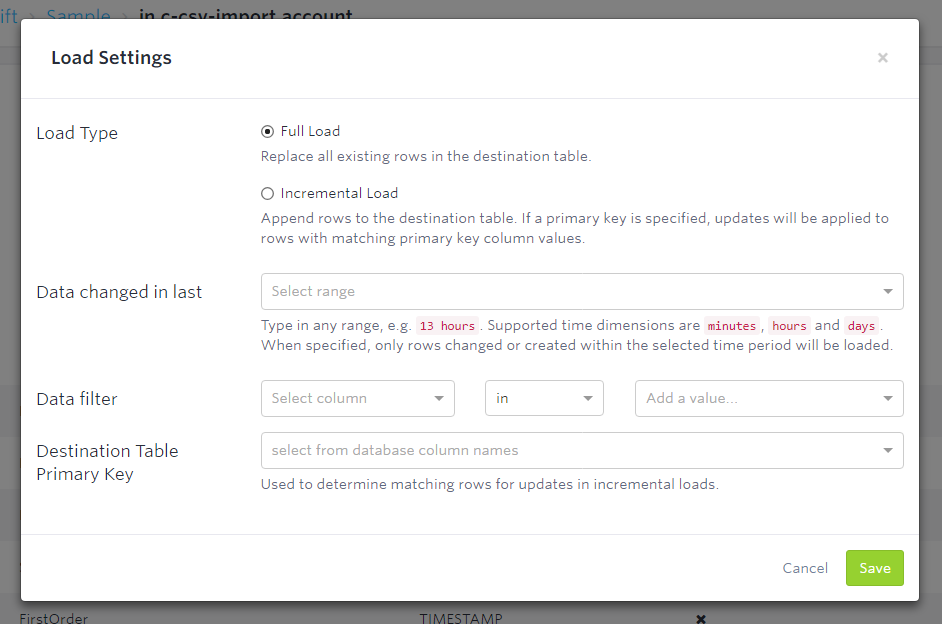 ift > Sample > in.c-csv-import.account
Load Settings
×
Load Type
Full Load
Replace all existing rows in the destination table.
Incremental Load
Append rows to the destination table. If a primary key is specified, updates will be applied to
rows with matching primary key column values.
Data changed in last
Select range
Type in any range, e.g. 13 hours. Supported time dimensions are minutes, hours and days.
When specified, only rows changed or created within the selected time period will be loaded.
Data filter
Select column
in
Add a value...
Destination Table
Primary Key
select from database column names
Used to determine matching rows for updates in incremental loads.
Cancel
Save
FirstOrder
TIMESTAMP